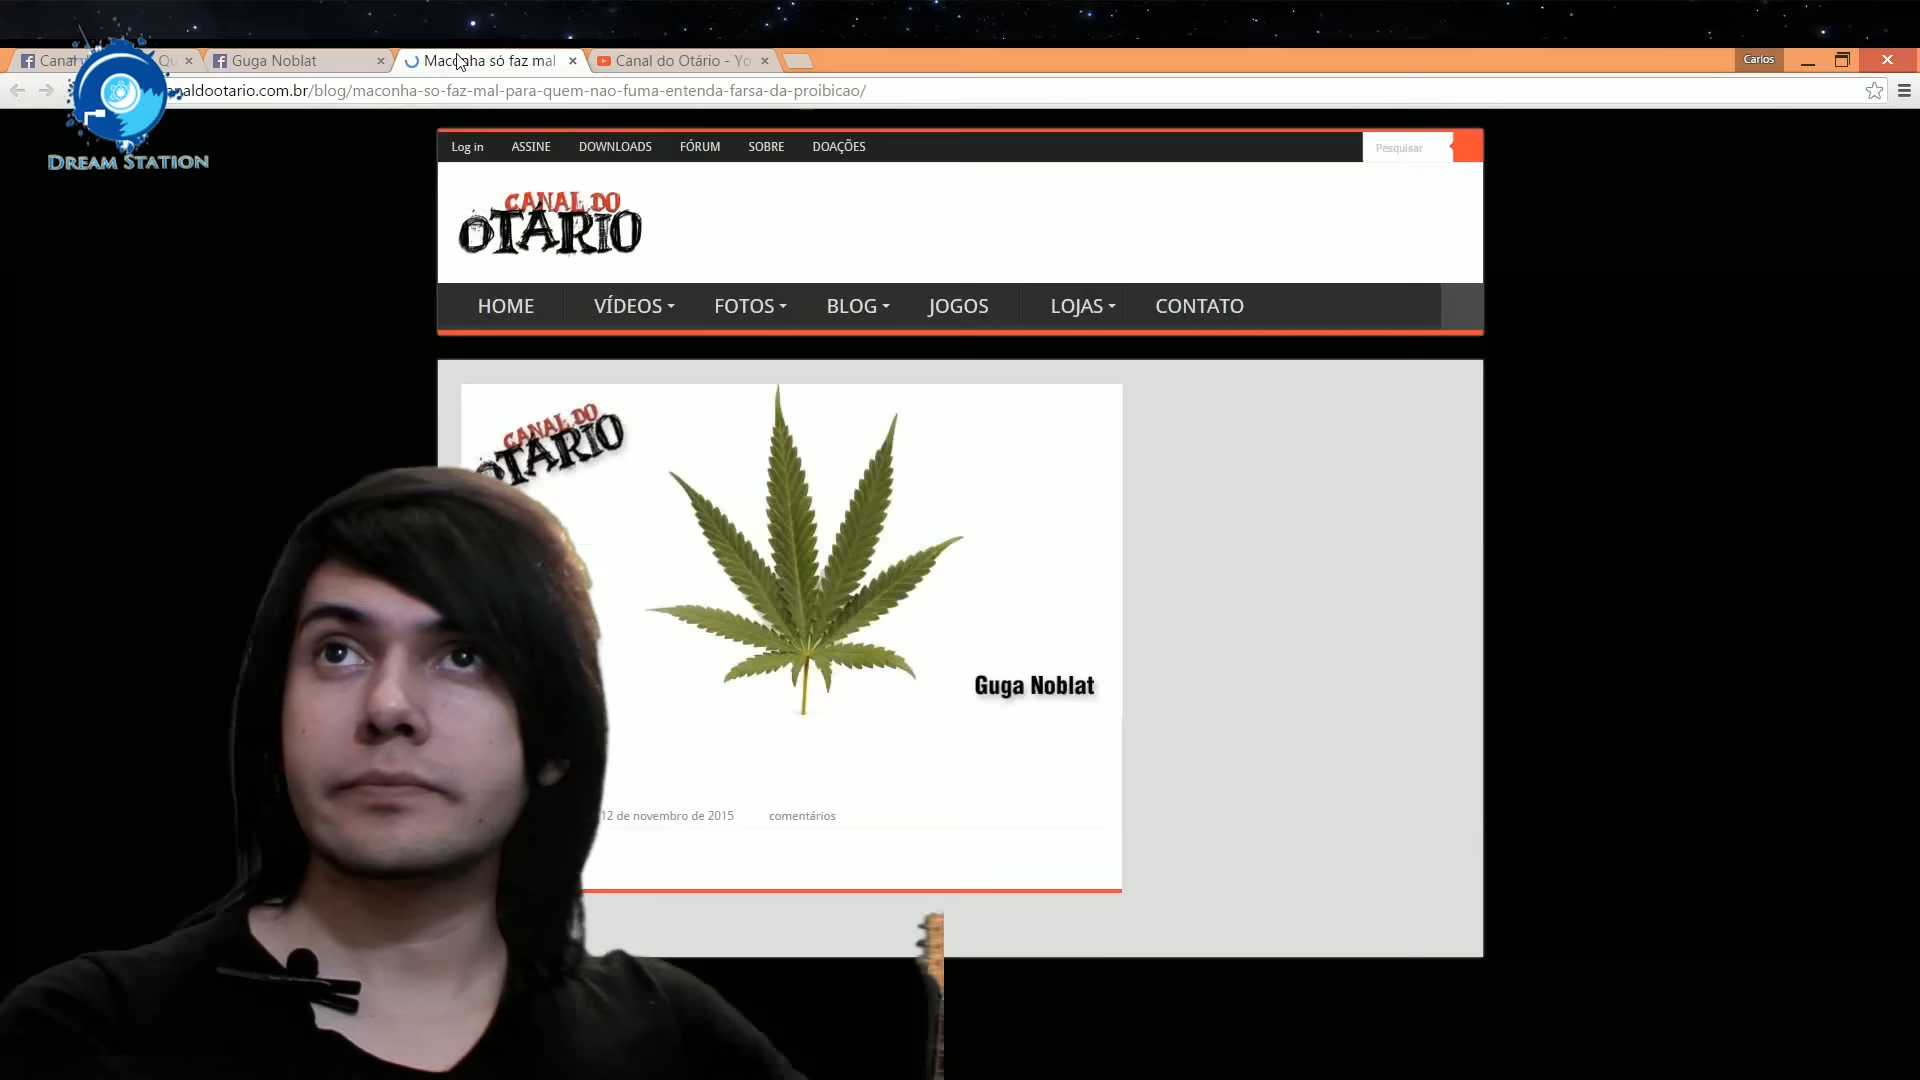 Guga Noblat
Maconha só faz mal
Canal do Otário - Yo
Carlos
naldootario.com.br/blog/maconha-so-faz-mal-para-quem-nao-fuma-entenda-farsa-da-proibicao/
DREAM STATION
Log in ASSINE DOWNLOADS FÓRUM SOBRE DOAÇÕES Pesquisar
CANAL DO
OTÁRIO
HOME VÍDEOS FOTOS BLOG JOGOS LOJAS CONTATO
CANAL DO
OTÁRIO
Guga Noblat
12 de novembro de 2015 comentários